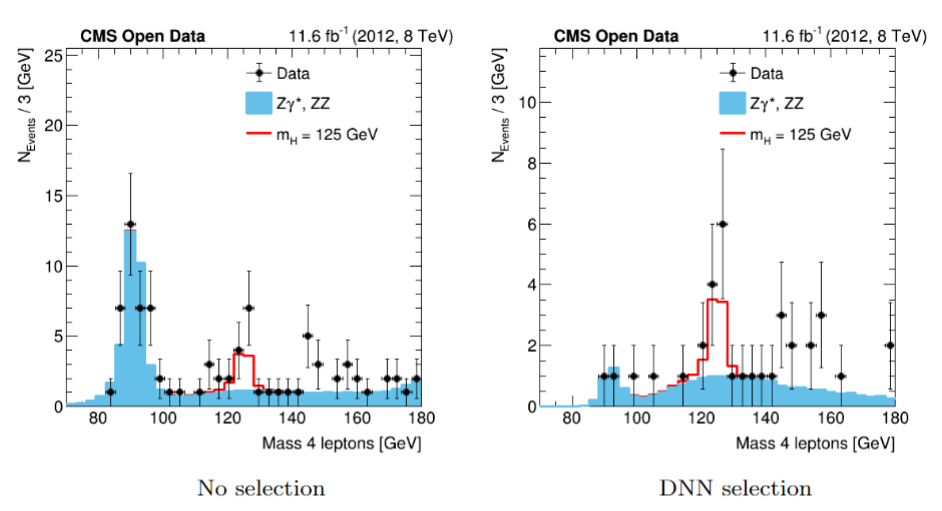 CMS Open Data 11.6 fb⁻¹ (2012, 8 TeV)
N_Events / 3 [GeV]
Data
Zγ*, ZZ
m_H = 125 GeV
25
20
15
10
5
0
80 100 120 140 160 180
Mass 4 leptons [GeV]
No selection
CMS Open Data 11.6 fb⁻¹ (2012, 8 TeV)
N_Events / 3 [GeV]
Data
Zγ*, ZZ
m_H = 125 GeV
10
8
6
4
2
0
80 100 120 140 160 180
Mass 4 leptons [GeV]
DNN selection